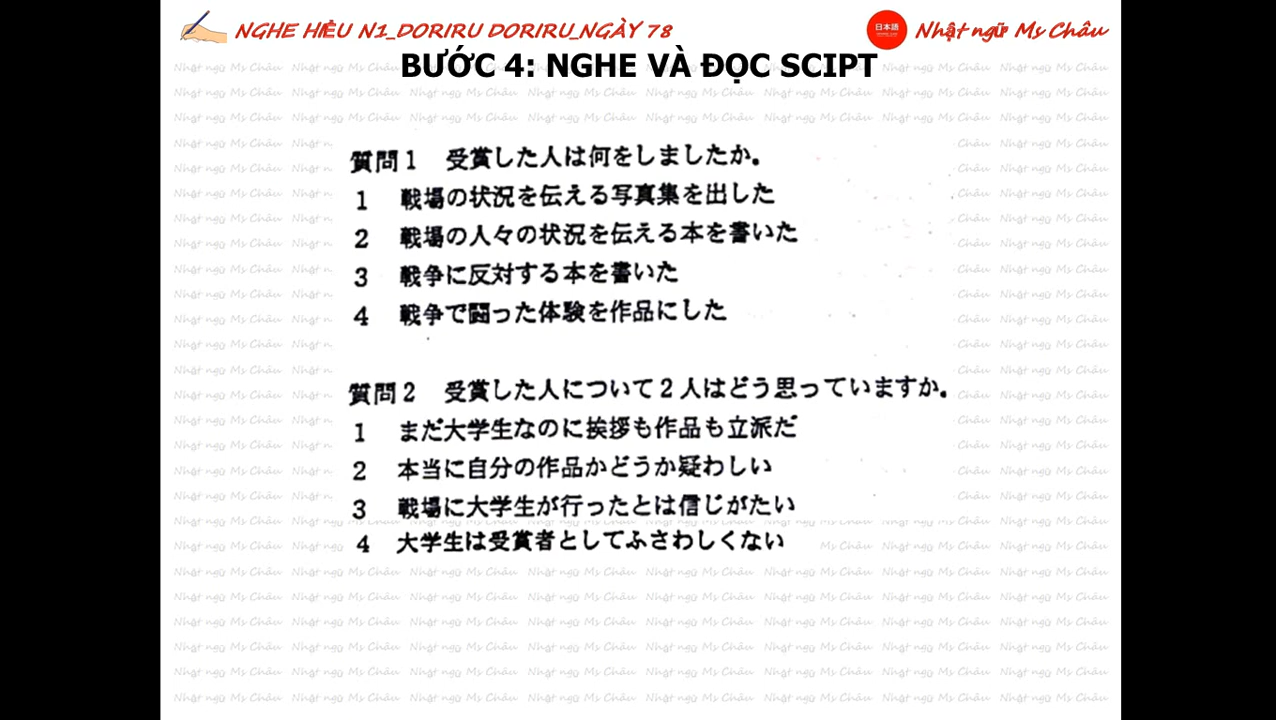 NGHE HIỂU N1_DORIRU DORIRU_NGÀY 78
日本語
Nhật ngữ Ms Châu
BƯỚC 4: NGHE VÀ ĐỌC SCIPT
質問1 受賞した人は何をしましたか。
1 戦場の状況を伝える写真集を出した
2 戦場の人々の状況を伝える本を書いた
3 戦争に反対する本を書いた
4 戦争で闘った体験を作品にした
質問2 受賞した人について2人はどう思っていますか。
1 まだ大学生なのに挨拶も作品も立派だ
2 本当に自分の作品かどうか疑わしい
3 戦場に大学生が行ったとは信じがたい
4 大学生は受賞者としてふさわしくない